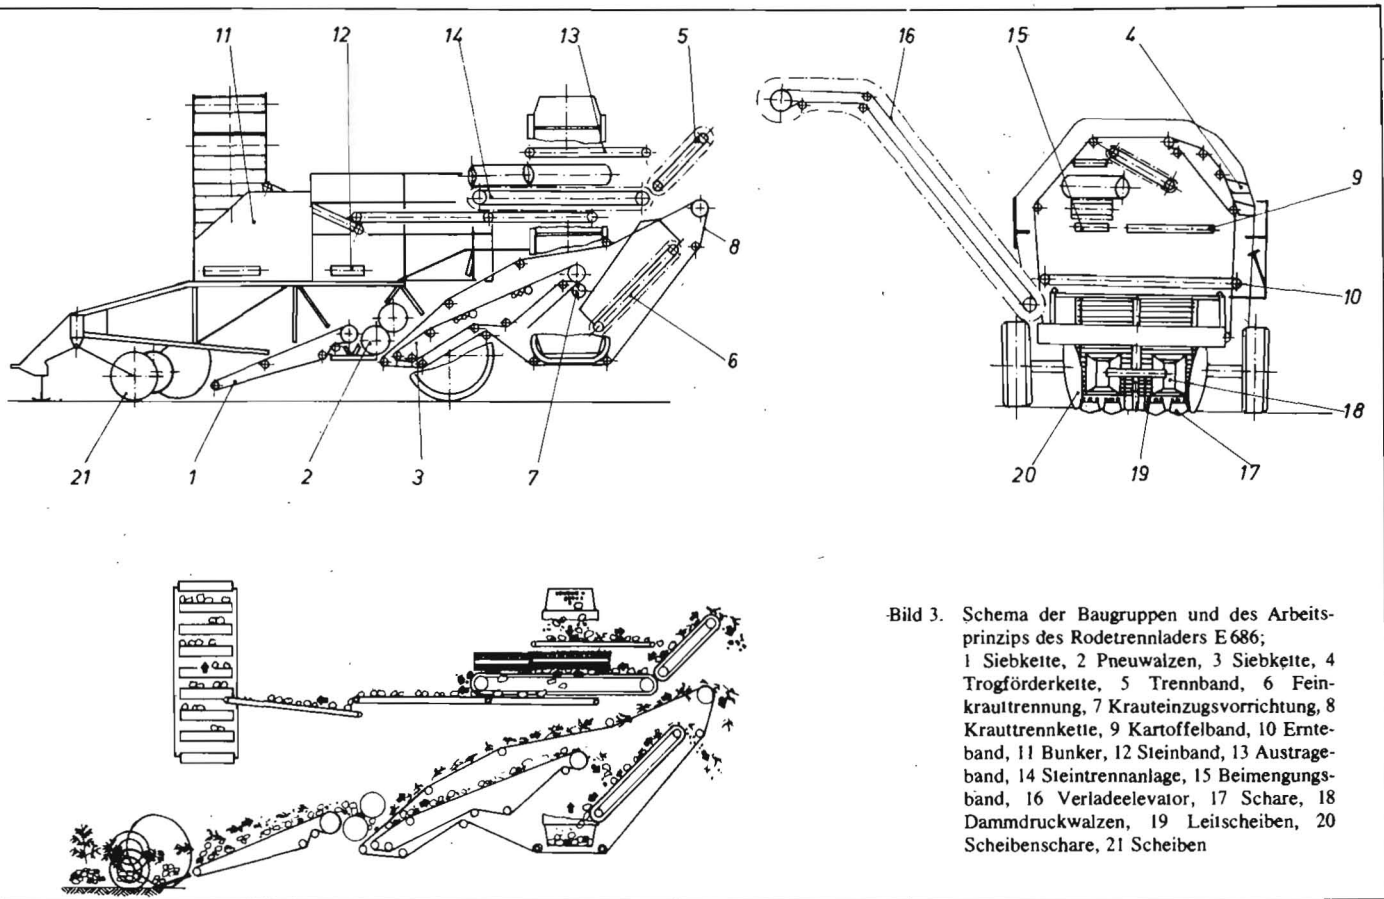 11 12 14 13 5 16 15 4
9
8
10
6
18
21 1 2 3 7 20 19 17
Bild 3. Schema der Baugruppen und des Arbeits-
prinzips des Rodetrennladers E 686;
1 Siebkette, 2 Pneuwalzen, 3 Siebkette, 4
Trogförderkette, 5 Trennband, 6 Fein-
krauttrennung, 7 Krauteinzugsvorrichtung, 8
Krauttrennkette, 9 Kartoffelband, 10 Ernte-
band, 11 Bunker, 12 Steinband, 13 Austrage-
band, 14 Steintrennanlage, 15 Beimengungs-
band, 16 Verladeelevator, 17 Schare, 18
Dammdruckwalzen, 19 Leitscheiben, 20
Scheibenschare, 21 Scheiben